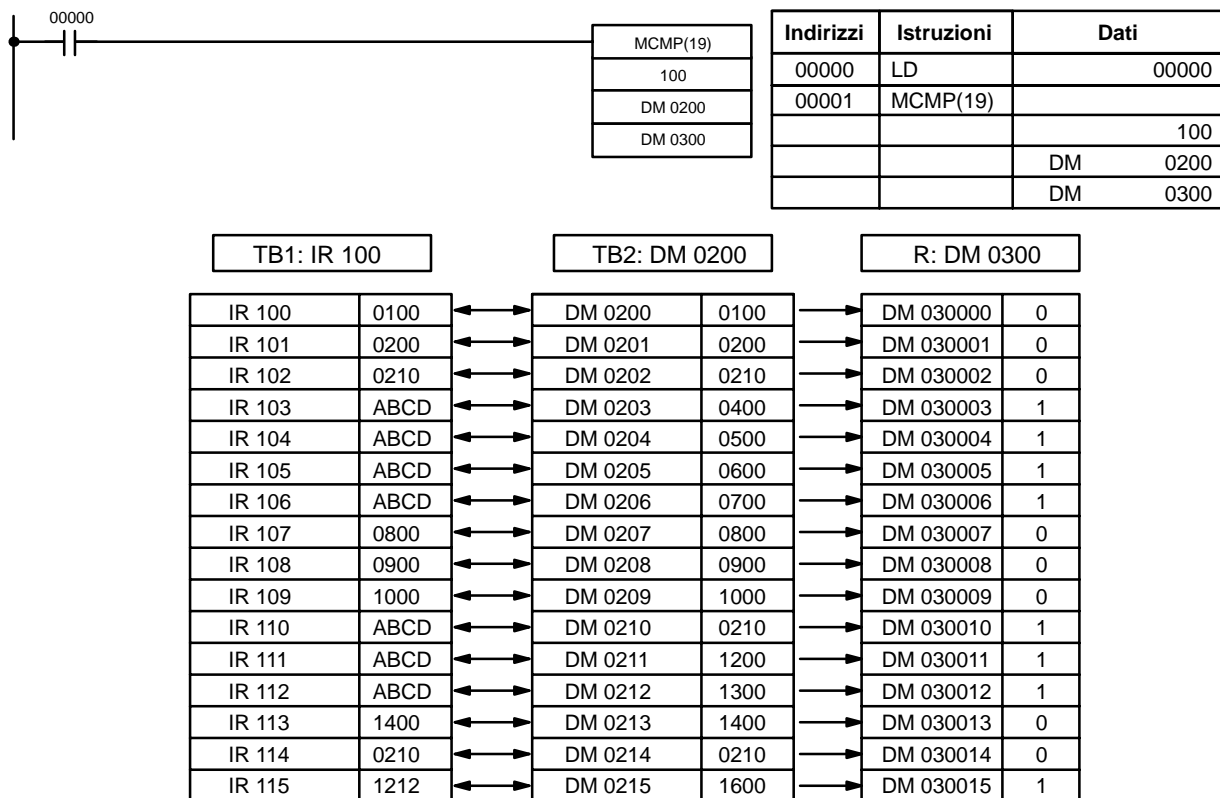 00000
MCMP(19)
100
DM 0200
DM 0300
Indirizzi Istruzioni Dati
00000 LD 00000
00001 MCMP(19)
100
DM 0200
DM 0300
TB1: IR 100 TB2: DM 0200 R: DM 0300
IR 100 0100 DM 0200 0100 DM 030000 0
IR 101 0200 DM 0201 0200 DM 030001 0
IR 102 0210 DM 0202 0210 DM 030002 0
IR 103 ABCD DM 0203 0400 DM 030003 1
IR 104 ABCD DM 0204 0500 DM 030004 1
IR 105 ABCD DM 0205 0600 DM 030005 1
IR 106 ABCD DM 0206 0700 DM 030006 1
IR 107 0800 DM 0207 0800 DM 030007 0
IR 108 0900 DM 0208 0900 DM 030008 0
IR 109 1000 DM 0209 1000 DM 030009 0
IR 110 ABCD DM 0210 0210 DM 030010 1
IR 111 ABCD DM 0211 1200 DM 030011 1
IR 112 ABCD DM 0212 1300 DM 030012 1
IR 113 1400 DM 0213 1400 DM 030013 0
IR 114 0210 DM 0214 0210 DM 030014 0
IR 115 1212 DM 0215 1600 DM 030015 1